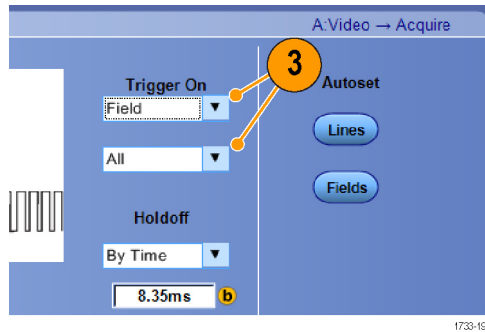 A:Video → Acquire
3
Trigger On
Autoset
Field
Lines
All
Fields
Holdoff
By Time
8.35ms
b
1733-19